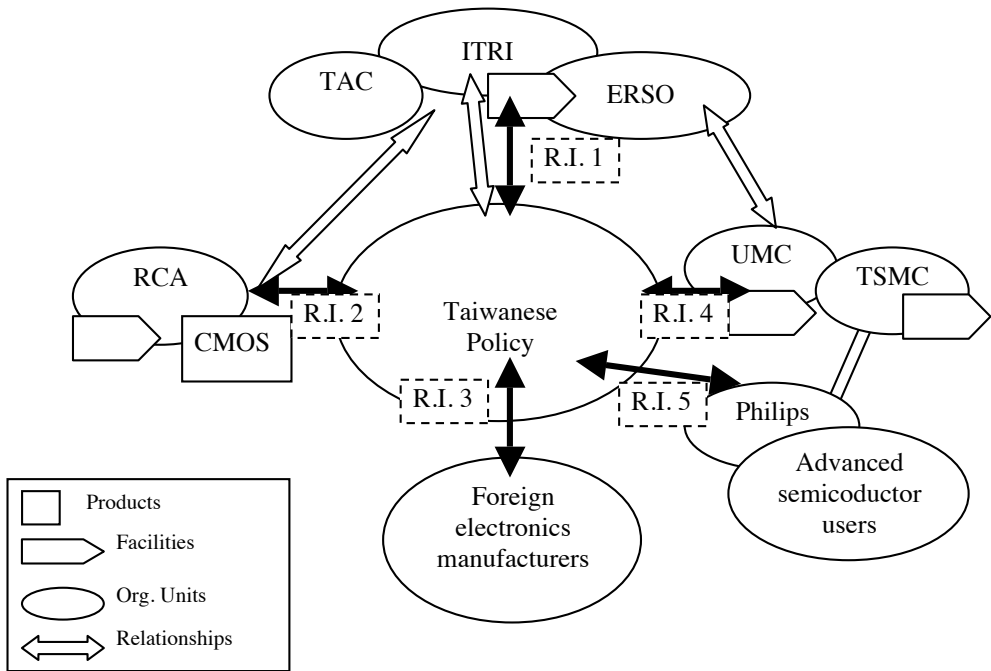 ITRI
TAC
ERSO
R.I. 1
RCA
UMC
TSMC
R.I. 2
R.I. 4
CMOS
Taiwanese
Policy
R.I. 3
R.I. 5
Philips
Foreign
electronics
manufacturers
Advanced
semicoductor
users
Products
Facilities
Org. Units
Relationships